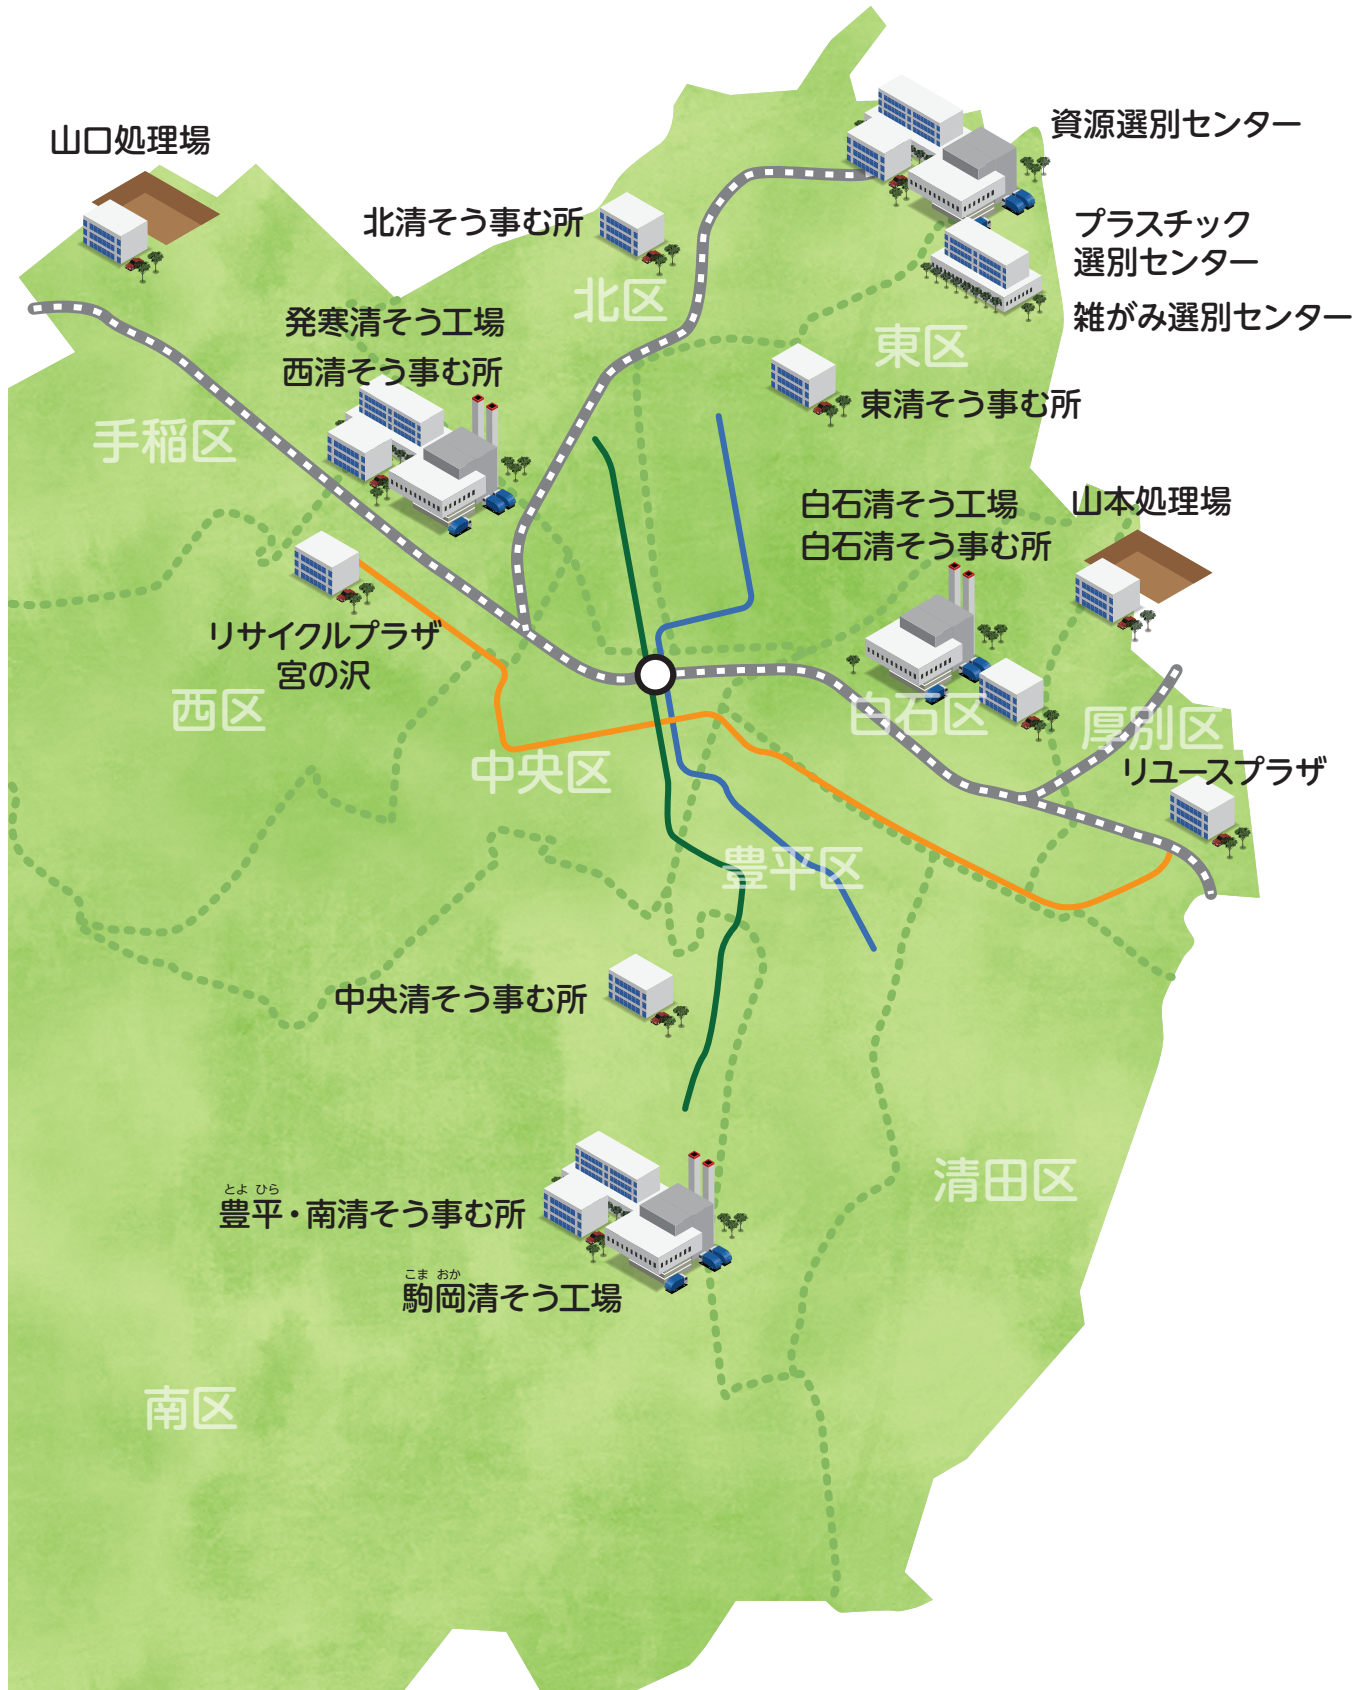 山口処理場
資源選別センター
北清そう事む所
プラスチック
選別センター
雑がみ選別センター
北区
発寒清そう工場
西清そう事む所
東区
東清そう事む所
手稲区
白石清そう工場
白石清そう事む所
山本処理場
リサイクルプラザ
宮の沢
西区
白石区
厚別区
中央区
リユースプラザ
豊平区
中央清そう事む所
清田区
とよ ひら
豊平・南清そう事む所
こま おか
駒岡清そう工場
南区